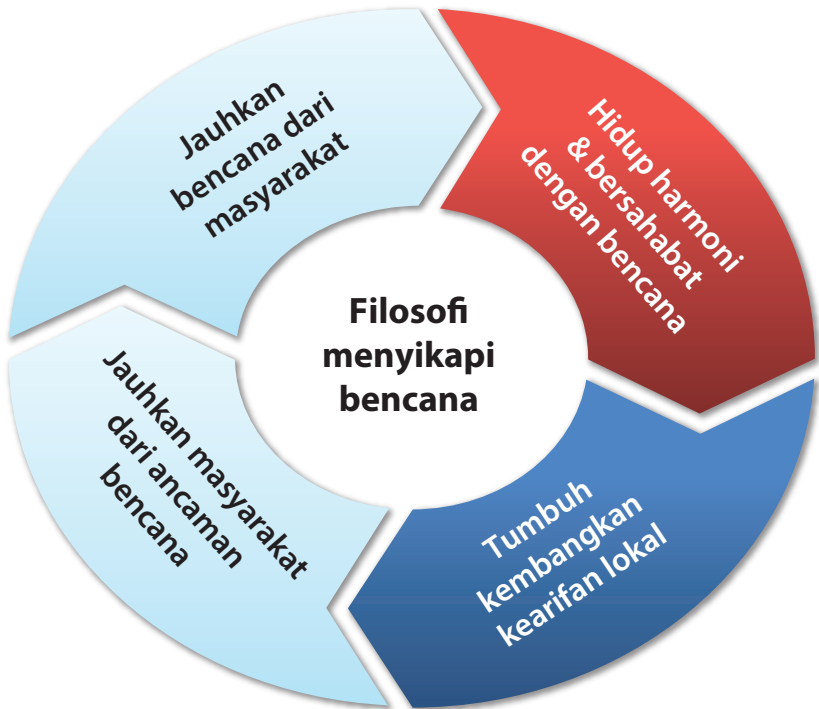 Jauhkan
bencana dari
masyarakat
Hidup harmoni
& bersahabat
dengan bencana
Filosofi
menyikapi
bencana
Jauhkan masyarakat
dari ancaman
bencana
Tumbuh
kembangkan
kearifan lokal